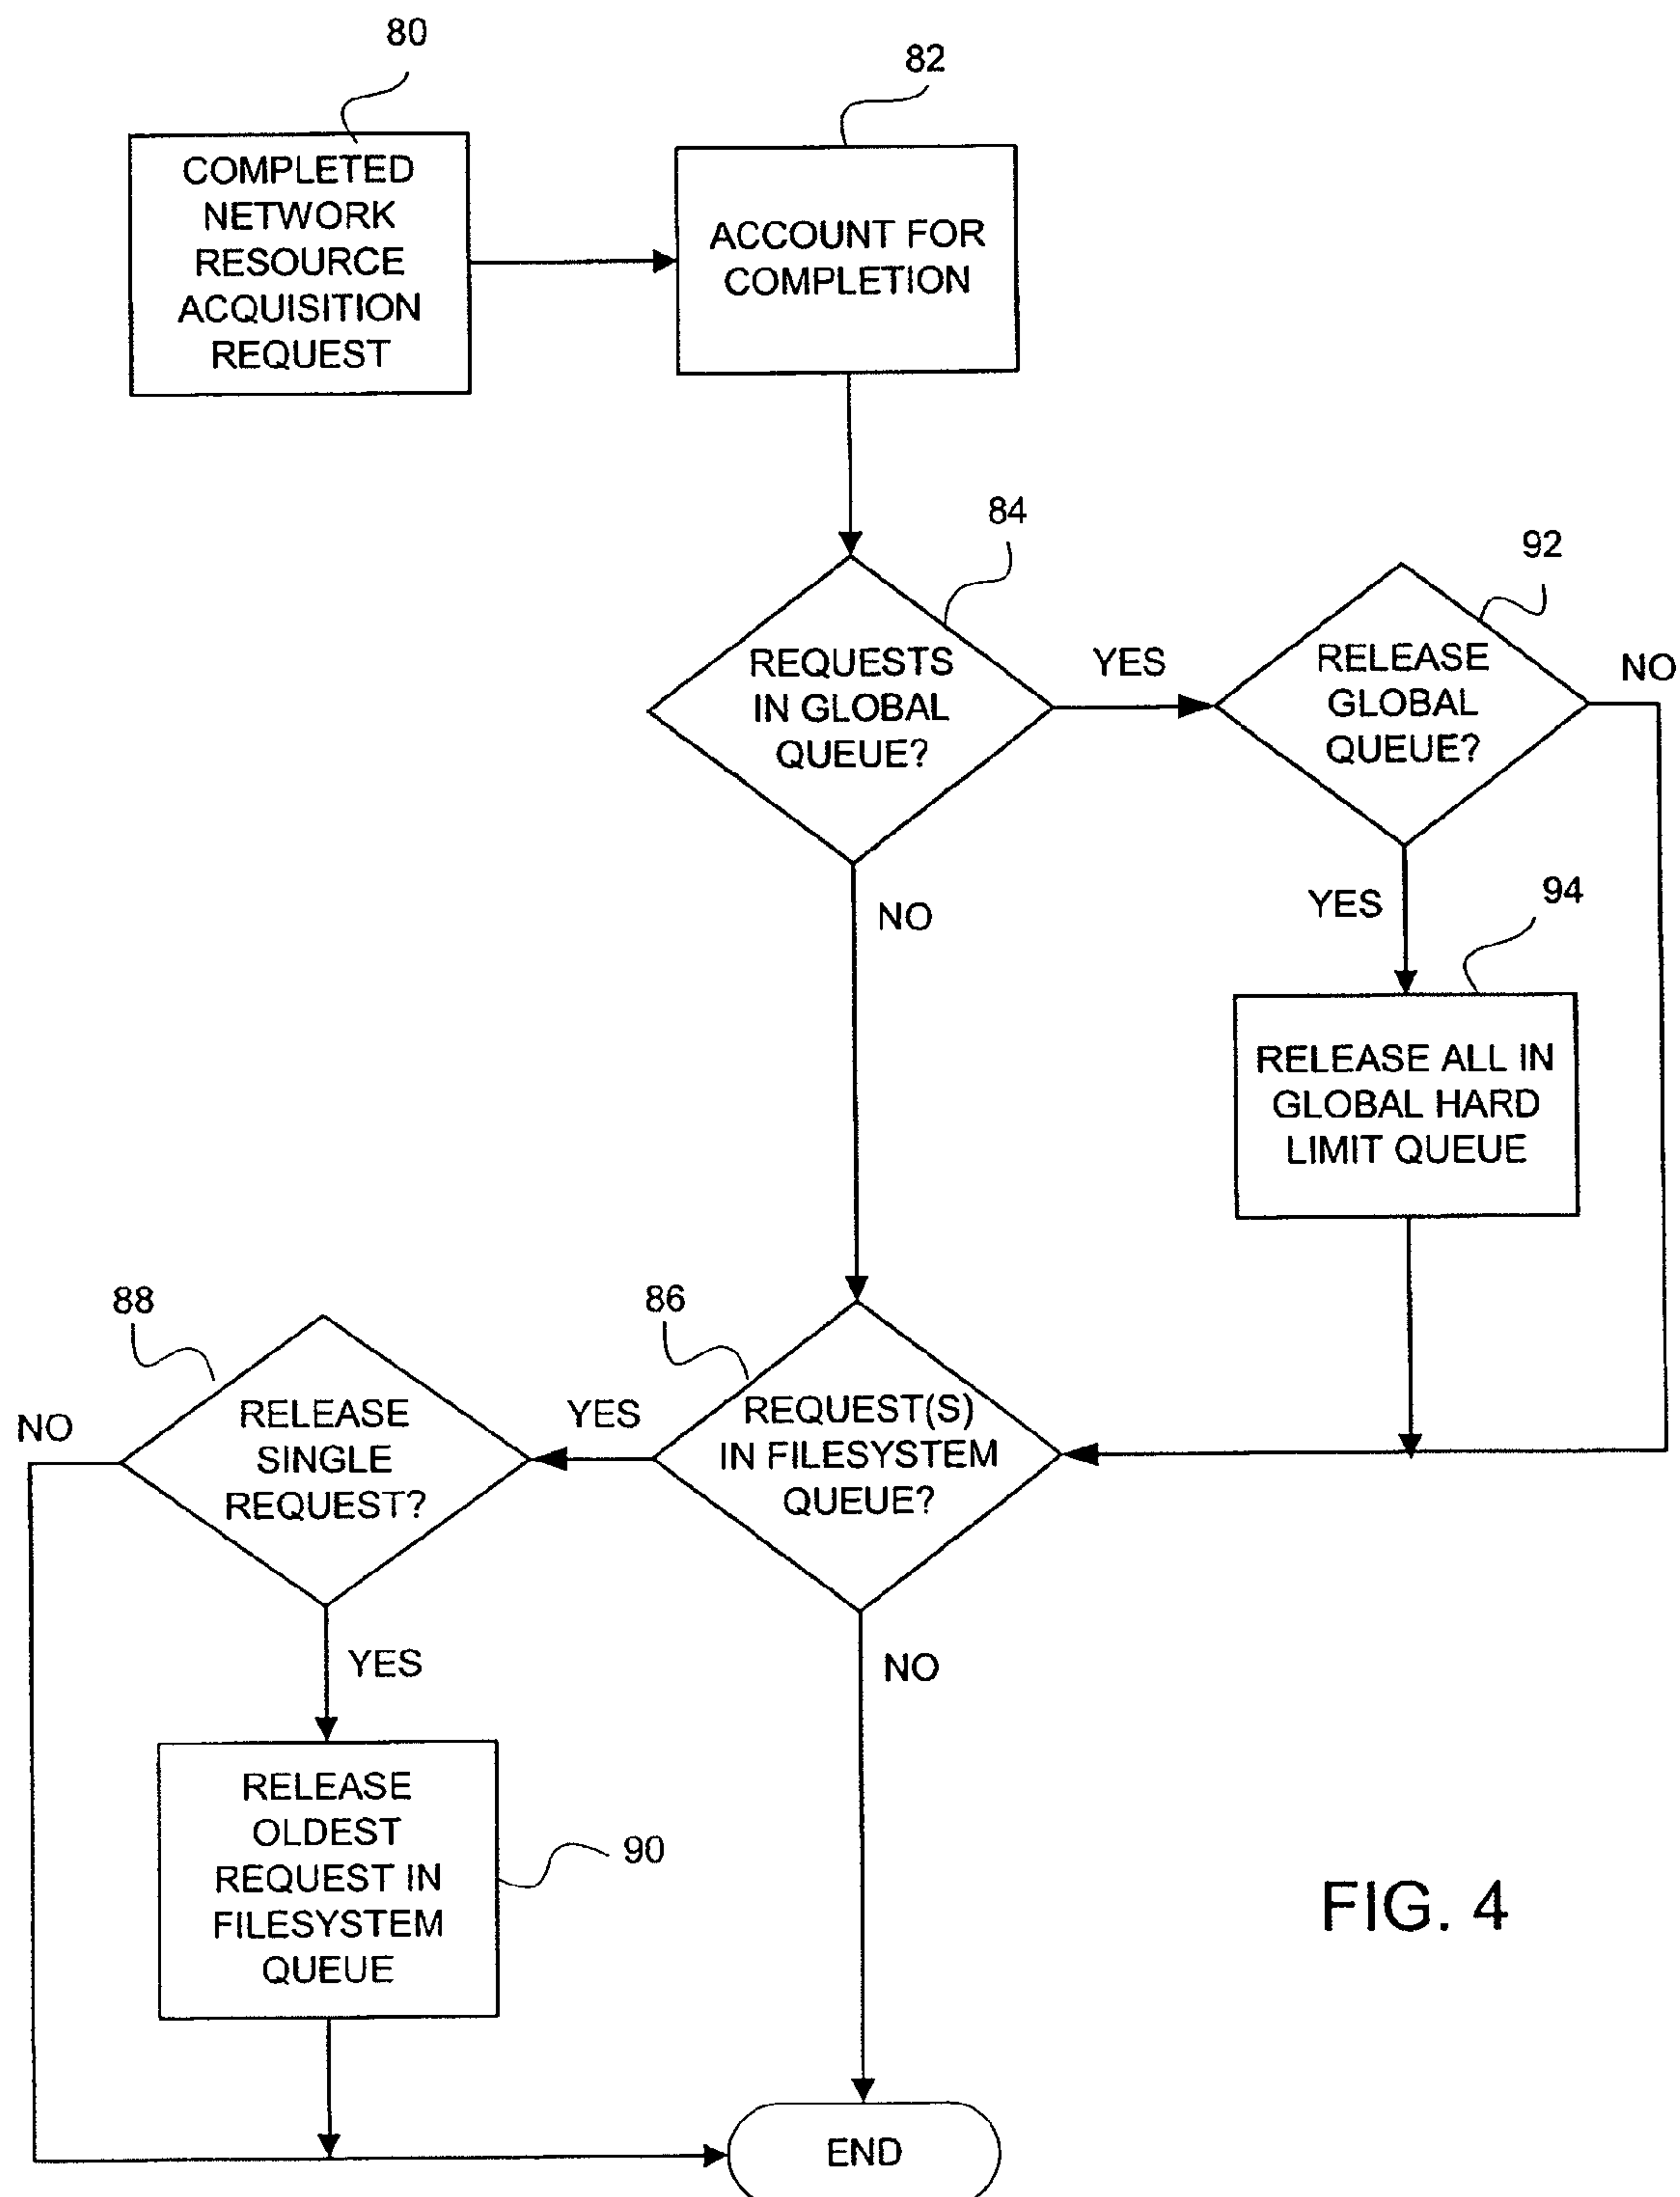 80
82
COMPLETED
NETWORK
RESOURCE
ACQUISITION
REQUEST
ACCOUNT FOR
COMPLETION
84
92
REQUESTS
IN GLOBAL
QUEUE?
YES
RELEASE
GLOBAL
QUEUE?
NO
NO
YES
94
RELEASE ALL IN
GLOBAL HARD
LIMIT QUEUE
88
86
NO
RELEASE
SINGLE
REQUEST?
YES
REQUEST(S)
IN FILESYSTEM
QUEUE?
YES
NO
RELEASE
OLDEST
REQUEST IN
FILESYSTEM
QUEUE
90
FIG. 4
END